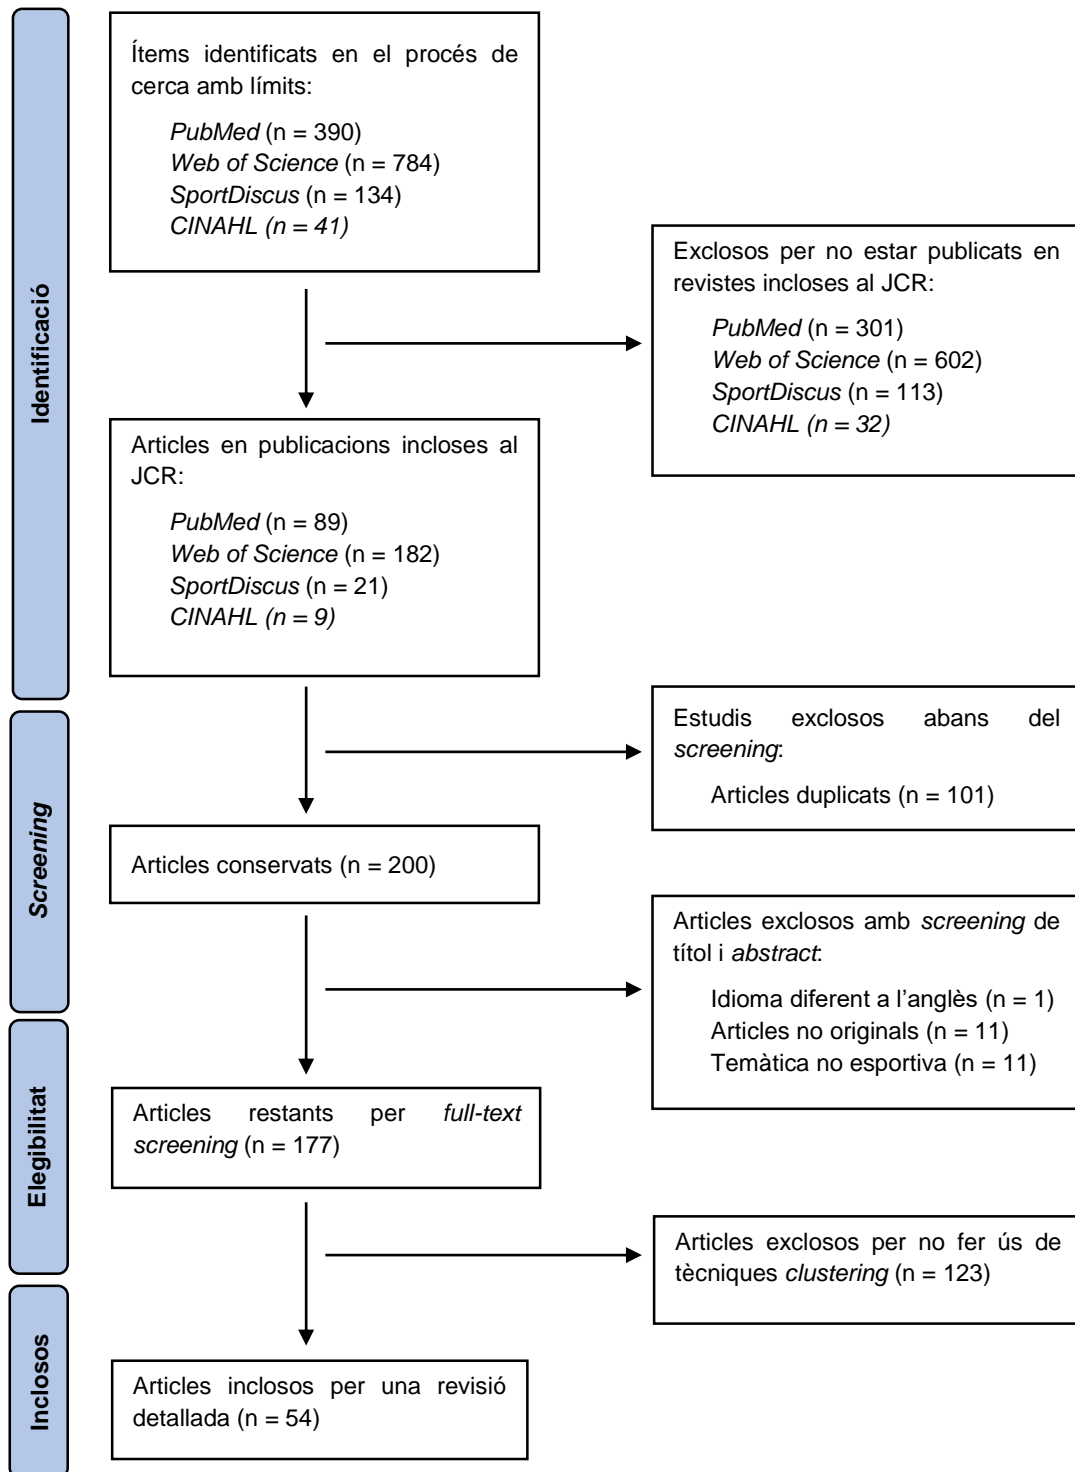 Identificació
Ítems identificats en el procés de
cerca amb límits:
PubMed (n = 390)
Web of Science (n = 784)
SportDiscus (n = 134)
CINAHL (n = 41)
Exclosos per no estar publicats en
revistes incloses al JCR:
PubMed (n = 301)
Web of Science (n = 602)
SportDiscus (n = 113)
CINAHL (n = 32)
Articles en publicacions incloses al
JCR:
PubMed (n = 89)
Web of Science (n = 182)
SportDiscus (n = 21)
CINAHL (n = 9)
Screening
Estudis exclosos abans del
screening:
Articles duplicats (n = 101)
Articles conservats (n = 200)
Articles exclosos amb screening de
títol i abstract:
Idioma diferent a l’anglès (n = 1)
Articles no originals (n = 11)
Temàtica no esportiva (n = 11)
Elegibilitat
Articles restants per full-text
screening (n = 177)
Articles exclosos per no fer ús de
tècniques clustering (n = 123)
Inclosos
Articles inclosos per una revisió
detallada (n = 54)